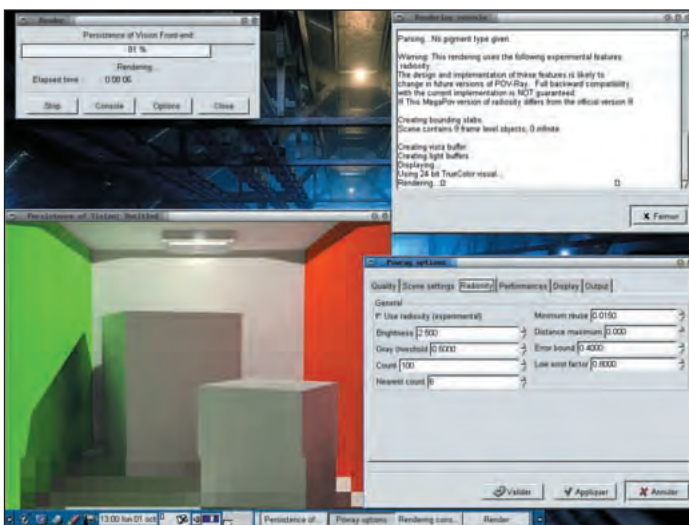 Render
Persistence of Vision Front-end
81 %
Rendering...
Elapsed time 0:00:06
Stop Console Options Close
Rendering console
Parsing...No pigment type given.
Warning: This rendering uses the following experimental features:
radiosity.
The design and implementation of these features is likely to
change in future versions of POV-Ray. Full backward compatibility
with the current implementation is NOT guaranteed.
!!! This MegaPov version of radiosity differs from the official version !!!
Creating bounding slabs.
Scene contains 9 frame level objects; 0 infinite.
Creating vista buffer
Creating light buffers
Displaying...
Using 24 bit TrueColor visual...
Rendering...
Fermer
Persistence of Vision: Untitled
Povray options
Quality Scene settings Radiosity Performances Display Output
General
Use radiosity (experimental)
Minimum reuse 0.0150
Brightness 2.500
Distance maximum 0.000
Gray threshold 0.6000
Error bound 0.4000
Count 100
Low error factor 0.8000
Nearest count 6
Valider Appliquer Annuler
13:00 lun 01 oct
Persistence of... Povray options Rendering cons... Render